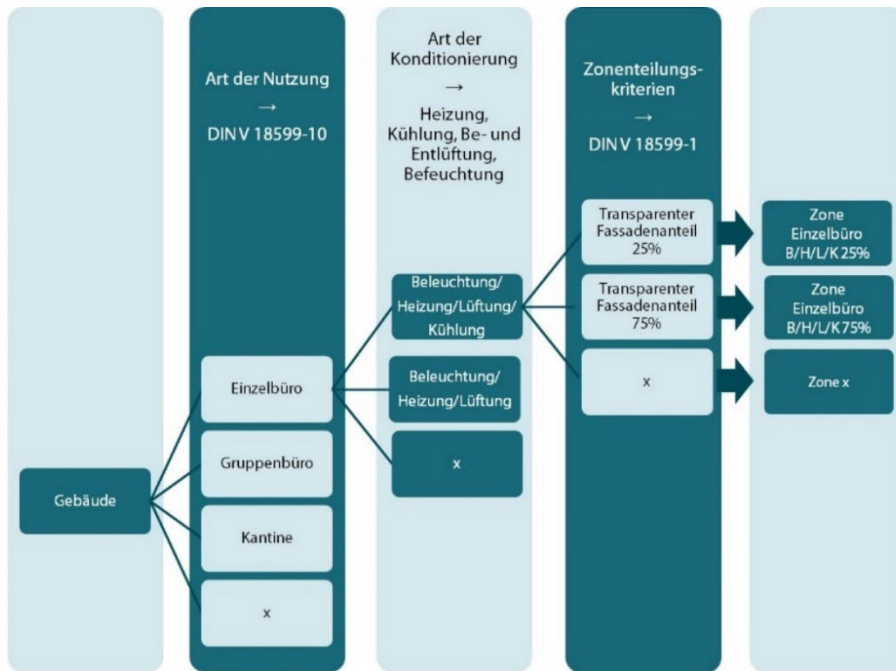 Gebäude
Art der Nutzung
→
DIN V 18599-10
Einzelbüro
Gruppenbüro
Kantine
x
Art der
Konditionierung
→
Heizung,
Kühlung, Be- und
Entlüftung,
Befeuchtung
Beleuchtung/
Heizung/Lüftung/
Kühlung
Beleuchtung/
Heizung/Lüftung
x
Zonenteilungs-
kriterien
→
DIN V 18599-1
Transparenter
Fassadenanteil
25%
Transparenter
Fassadenanteil
75%
x
Zone
Einzelbüro
B/H/L/K 25%
Zone
Einzelbüro
B/H/L/K 75%
Zone x